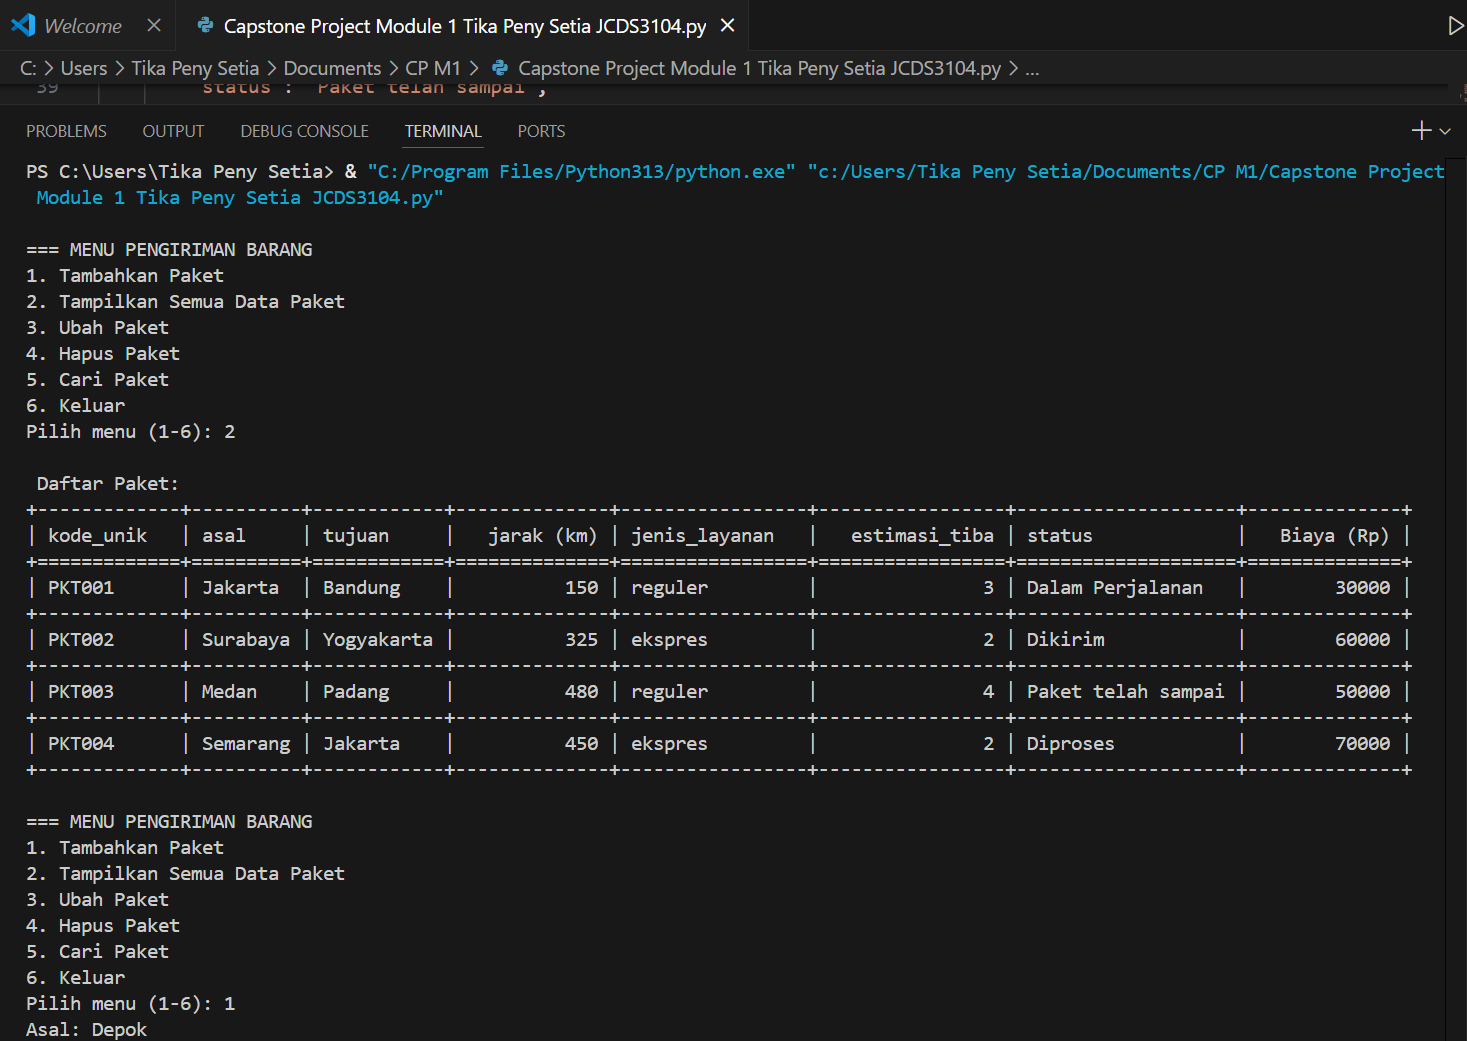 Welcome
Capstone Project Module 1 Tika Peny Setia JCDS3104.py
C: > Users > Tika Peny Setia > Documents > CP M1 > Capstone Project Module 1 Tika Peny Setia JCDS3104.py > ...
39 'status': 'Paket telah sampai',
PROBLEMS OUTPUT DEBUG CONSOLE TERMINAL PORTS
PS C:\Users\Tika Peny Setia> & "C:/Program Files/Python313/python.exe" "c:/Users/Tika Peny Setia/Documents/CP M1/Capstone Project
Module 1 Tika Peny Setia JCDS3104.py"
=== MENU PENGIRIMAN BARANG
1. Tambahkan Paket
2. Tampilkan Semua Data Paket
3. Ubah Paket
4. Hapus Paket
5. Cari Paket
6. Keluar
Pilih menu (1-6): 2
Daftar Paket:
+-------------+----------+------------+--------------+-----------------+-----------------+--------------------+--------------+
| kode_unik | asal | tujuan | jarak (km) | jenis_layanan | estimasi_tiba | status | Biaya (Rp) |
+=============+==========+============+==============+=================+=================+====================+==============+
| PKT001 | Jakarta | Bandung | 150 | reguler | 3 | Dalam Perjalanan | 30000 |
+-------------+----------+------------+--------------+-----------------+-----------------+--------------------+--------------+
| PKT002 | Surabaya | Yogyakarta | 325 | ekspres | 2 | Dikirim | 60000 |
+-------------+----------+------------+--------------+-----------------+-----------------+--------------------+--------------+
| PKT003 | Medan | Padang | 480 | reguler | 4 | Paket telah sampai | 50000 |
+-------------+----------+------------+--------------+-----------------+-----------------+--------------------+--------------+
| PKT004 | Semarang | Jakarta | 450 | ekspres | 2 | Diproses | 70000 |
+-------------+----------+------------+--------------+-----------------+-----------------+--------------------+--------------+
=== MENU PENGIRIMAN BARANG
1. Tambahkan Paket
2. Tampilkan Semua Data Paket
3. Ubah Paket
4. Hapus Paket
5. Cari Paket
6. Keluar
Pilih menu (1-6): 1
Asal: Depok